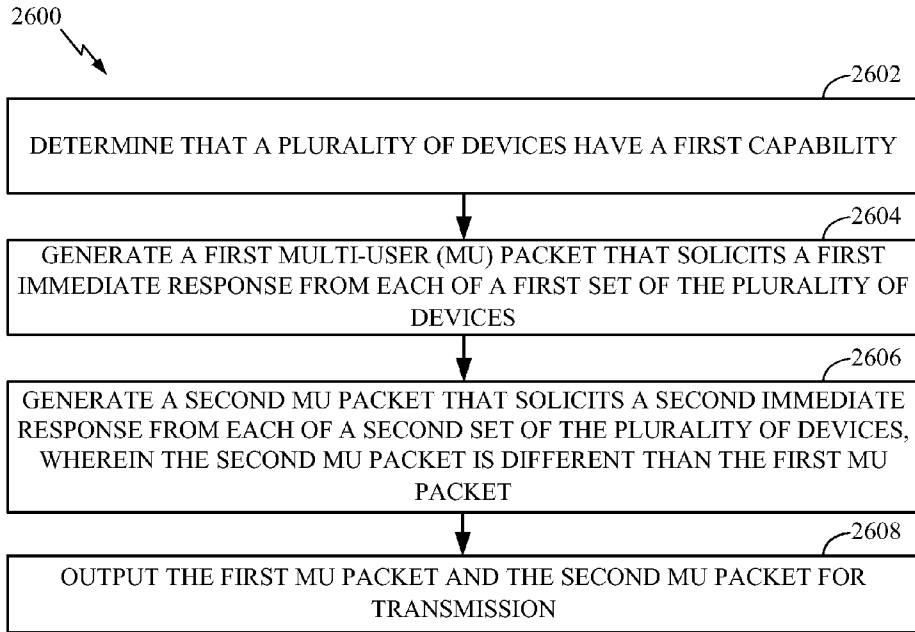 2600
2602
DETERMINE THAT A PLURALITY OF DEVICES HAVE A FIRST CAPABILITY
2604
GENERATE A FIRST MULTI-USER (MU) PACKET THAT SOLICITS A FIRST
IMMEDIATE RESPONSE FROM EACH OF A FIRST SET OF THE PLURALITY OF
DEVICES
2606
GENERATE A SECOND MU PACKET THAT SOLICITS A SECOND IMMEDIATE
RESPONSE FROM EACH OF A SECOND SET OF THE PLURALITY OF DEVICES,
WHEREIN THE SECOND MU PACKET IS DIFFERENT THAN THE FIRST MU
PACKET
2608
OUTPUT THE FIRST MU PACKET AND THE SECOND MU PACKET FOR
TRANSMISSION